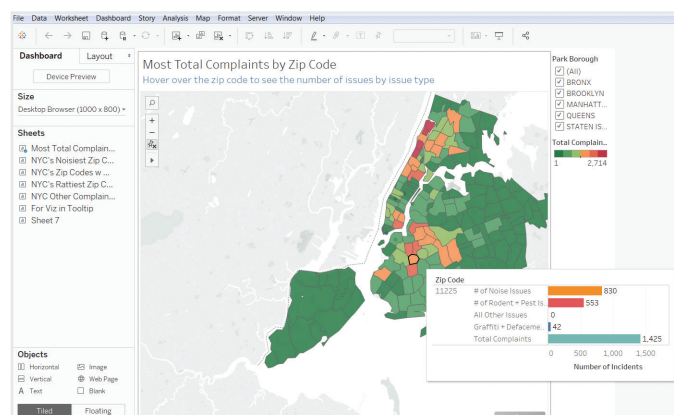 File Data Worksheet Dashboard Story Analysis Map Format Server Window Help
Dashboard Layout
Device Preview
Size
Desktop Browser (1000 x 800)
Sheets
Most Total Complain...
NYC's Noisiest Zip C...
NYC's Zip Codes w ...
NYC's Rattiest Zip C...
NYC Other Complain...
For Viz in Tooltip
Sheet 7
Objects
Horizontal Image
Vertical Web Page
A Text Blank
Tiled Floating
Most Total Complaints by Zip Code
Hover over the zip code to see the number of issues by issue type
Park Borough
(All)
BRONX
BROOKLYN
MANHATT...
QUEENS
STATEN IS...
Total Complain..
1 2,714
Zip Code
11225 # of Noise Issues 830
# of Rodent + Pest Is.. 553
All Other Issues 0
Graffiti + Defaceme.. 42
Total Complaints 1,425
0 500 1,000 1,500
Number of Incidents